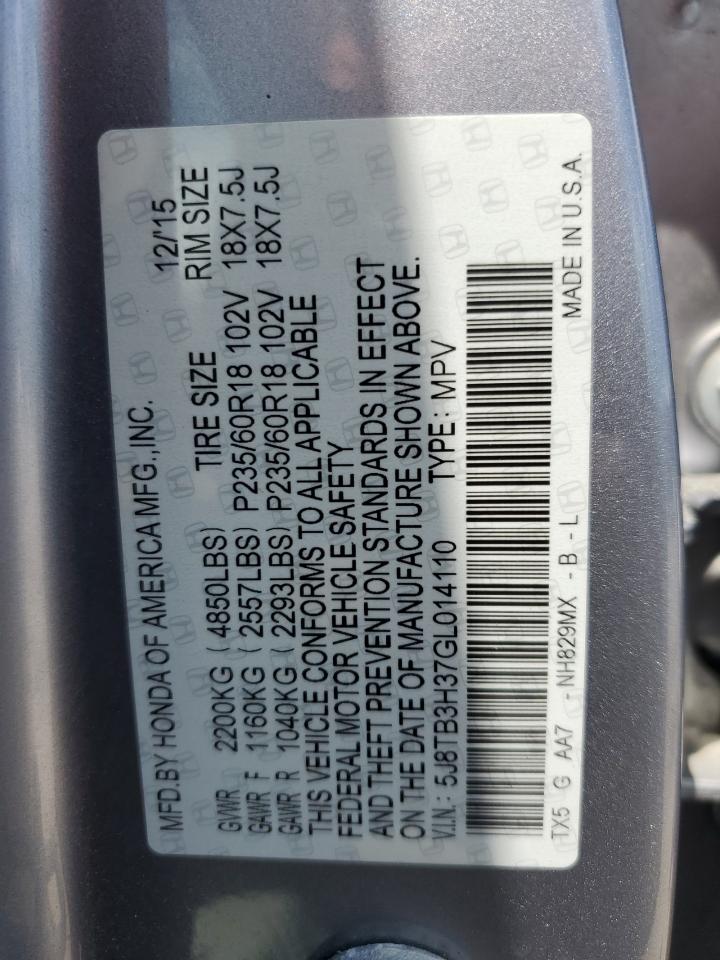 MFD.BY HONDA OF AMERICA MFG.,INC. 12/'15
TIRE SIZE RIM SIZE
GVWR 2200KG (4850LBS)
GAWR F 1160KG (2557LBS) P235/60R18 102V 18X7.5J
GAWR R 1040KG (2293LBS) P235/60R18 102V 18X7.5J
THIS VEHICLE CONFORMS TO ALL APPLICABLE
FEDERAL MOTOR VEHICLE SAFETY
AND THEFT PREVENTION STANDARDS IN EFFECT
ON THE DATE OF MANUFACTURE SHOWN ABOVE.
V.I.N.: 5J8TB3H37GL014110 TYPE: MPV
TX5 G AA7 - NH829MX - B - L MADE IN U.S.A.